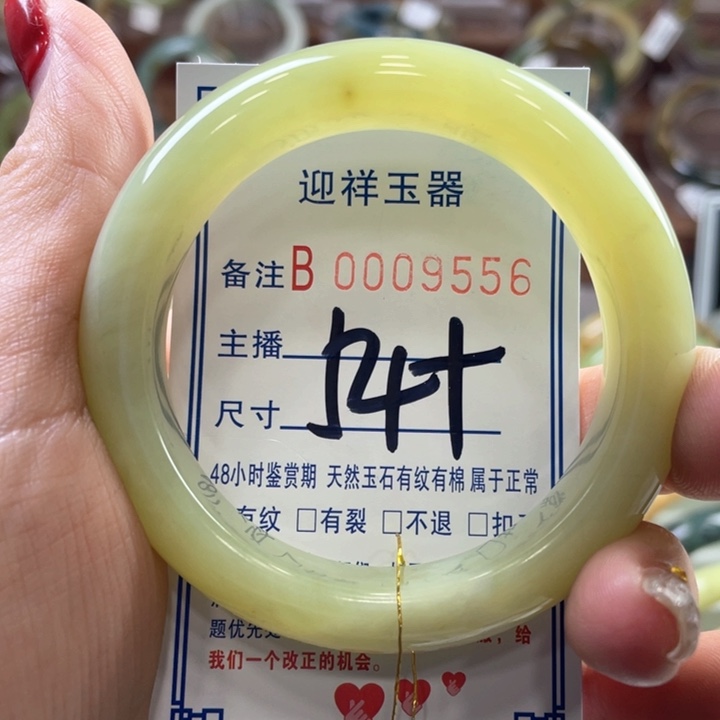 迎祥玉器
备注 B 0009556
主播
尺寸 54+
48小时鉴赏期 天然玉石有纹有棉 属于正常
有纹 □有裂 □不退 □扣
题优先
给
我们一个改正的机会。